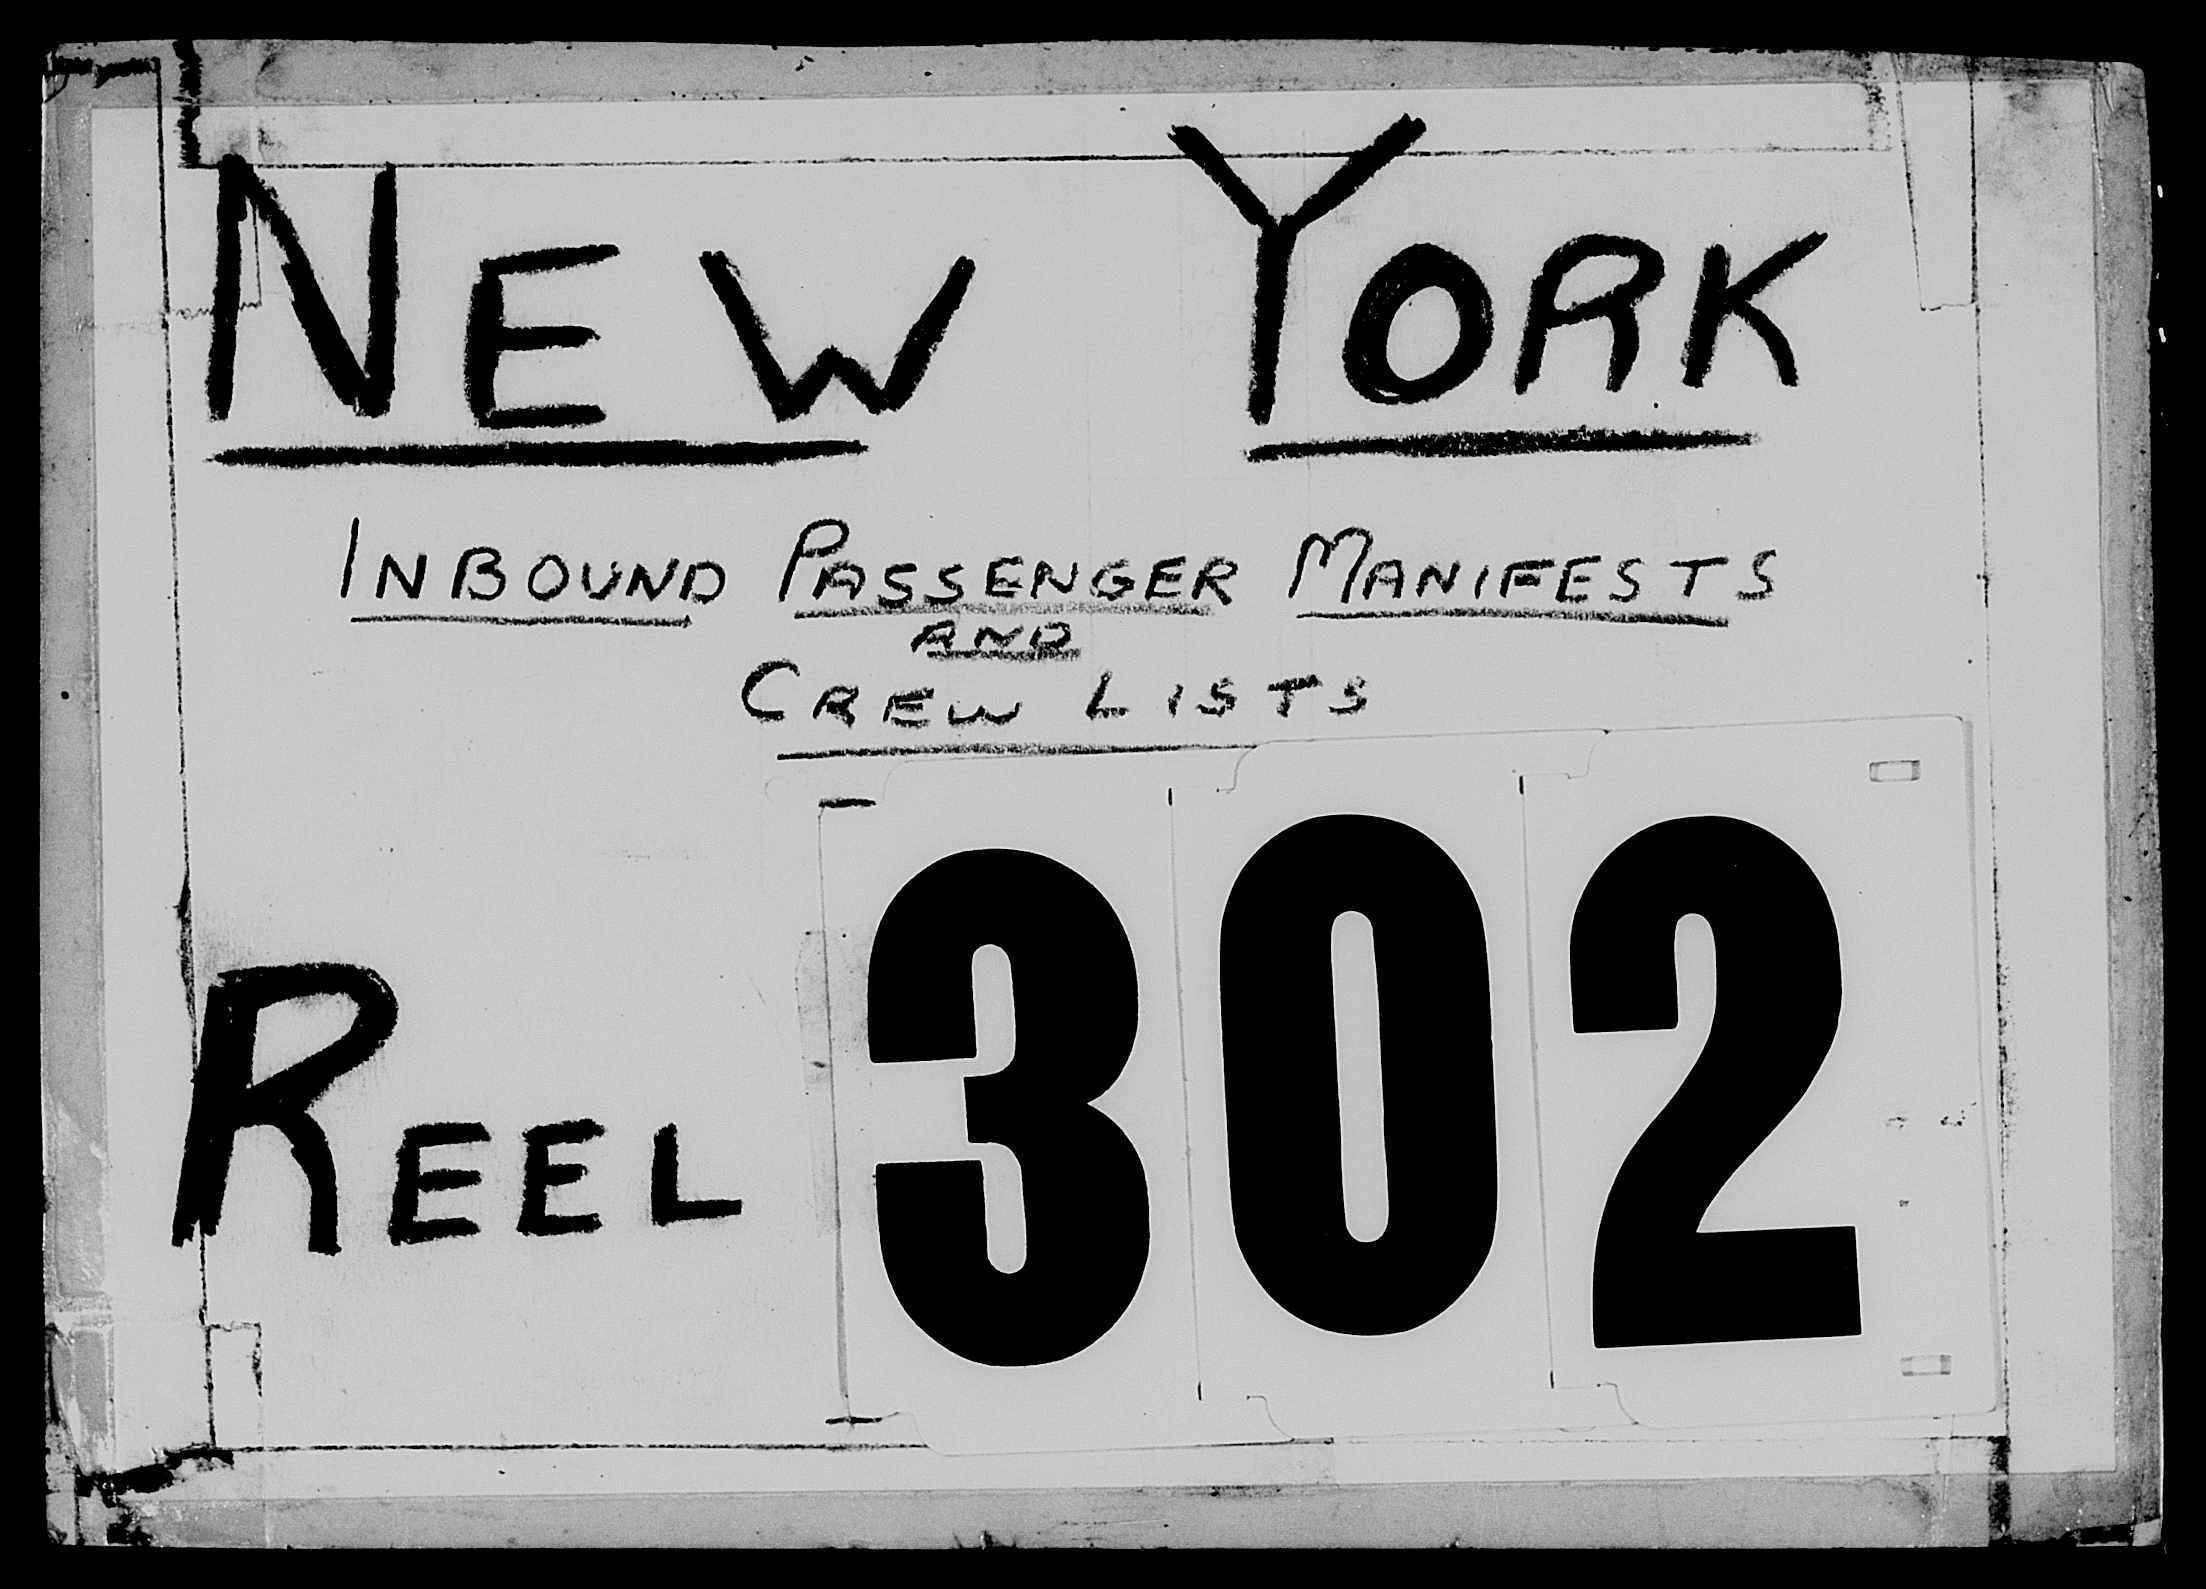 NEW YORK
INBOUND PASSENGER MANIFESTS
AND
CREW LISTS
REEL 302